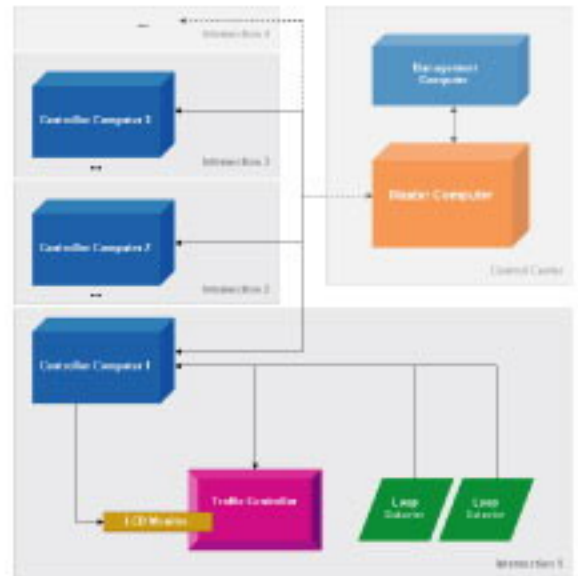 Intersection 4
Management
Computer
Controller Computer 3
Intersection 3
Master Computer
Controller Computer 2
Intersection 2
Control Center
Controller Computer 1
Traffic Controller
LCD Monitor
Loop
Detector
Loop
Detector
Intersection 1